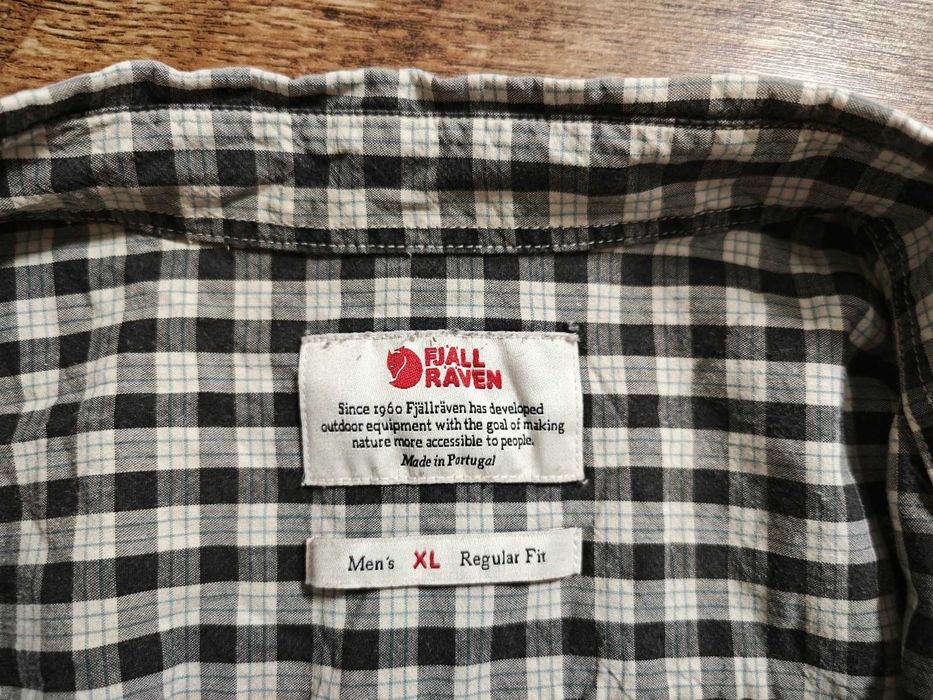 FJÄLL
RÄVEN
Since 1960 Fjällräven has developed
outdoor equipment with the goal of making
nature more accessible to people.
Made in Portugal
Men's XL Regular Fit